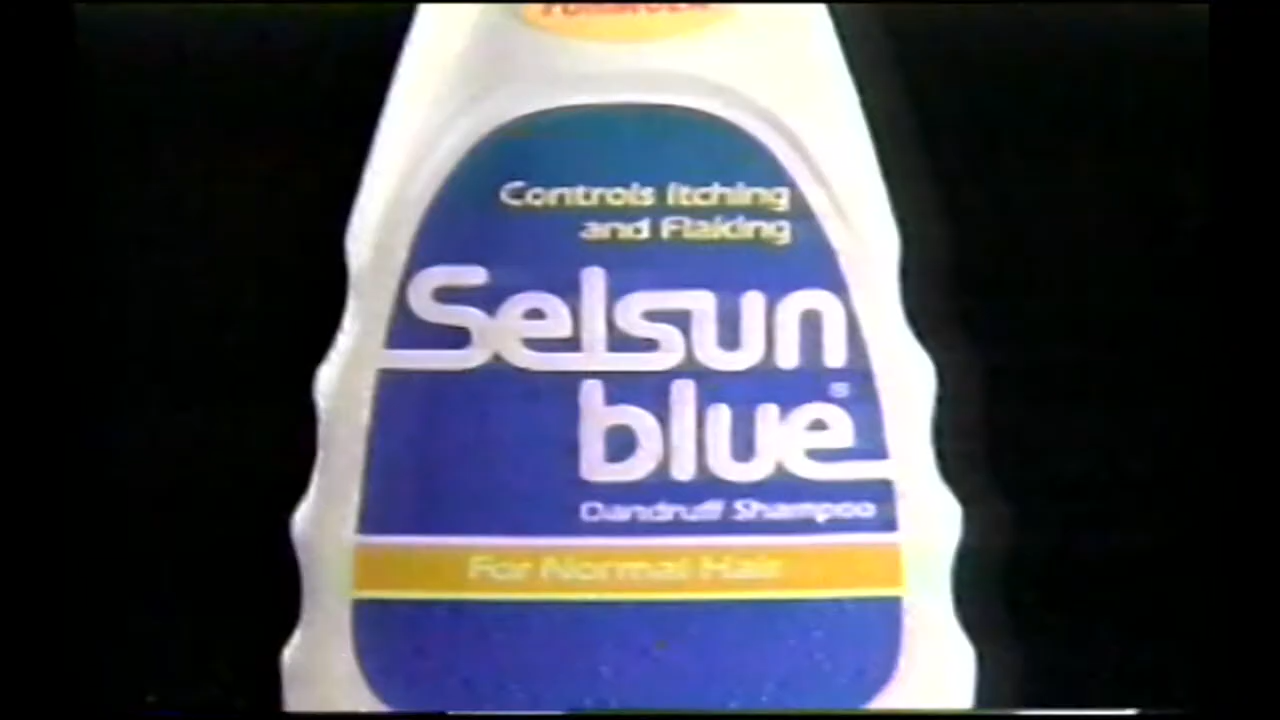 Controls Itching
and Flaking
Selsun
blue®
Dandruff Shampoo
For Normal Hair